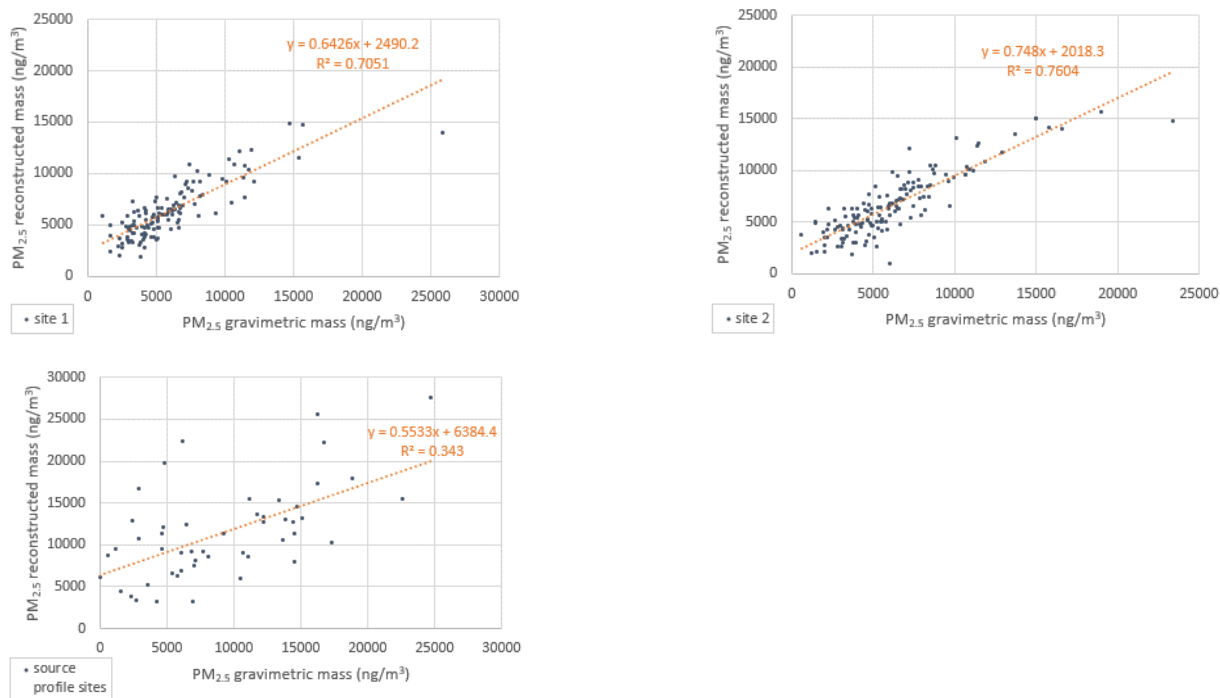 25000
20000
15000
10000
5000
0
PM2.5 reconstructed mass (ng/m3)
y = 0.6426x + 2490.2
R² = 0.7051
0 5000 10000 15000 20000 25000 30000
PM2.5 gravimetric mass (ng/m3)
site 1
25000
20000
15000
10000
5000
0
PM2.5 reconstructed mass (ng/m3)
y = 0.748x + 2018.3
R² = 0.7604
0 5000 10000 15000 20000 25000
PM2.5 gravimetric mass (ng/m3)
site 2
30000
25000
20000
15000
10000
5000
0
PM2.5 reconstructed mass (ng/m3)
y = 0.5533x + 6384.4
R² = 0.343
0 5000 10000 15000 20000 25000 30000
PM2.5 gravimetric mass (ng/m3)
source
profile sites